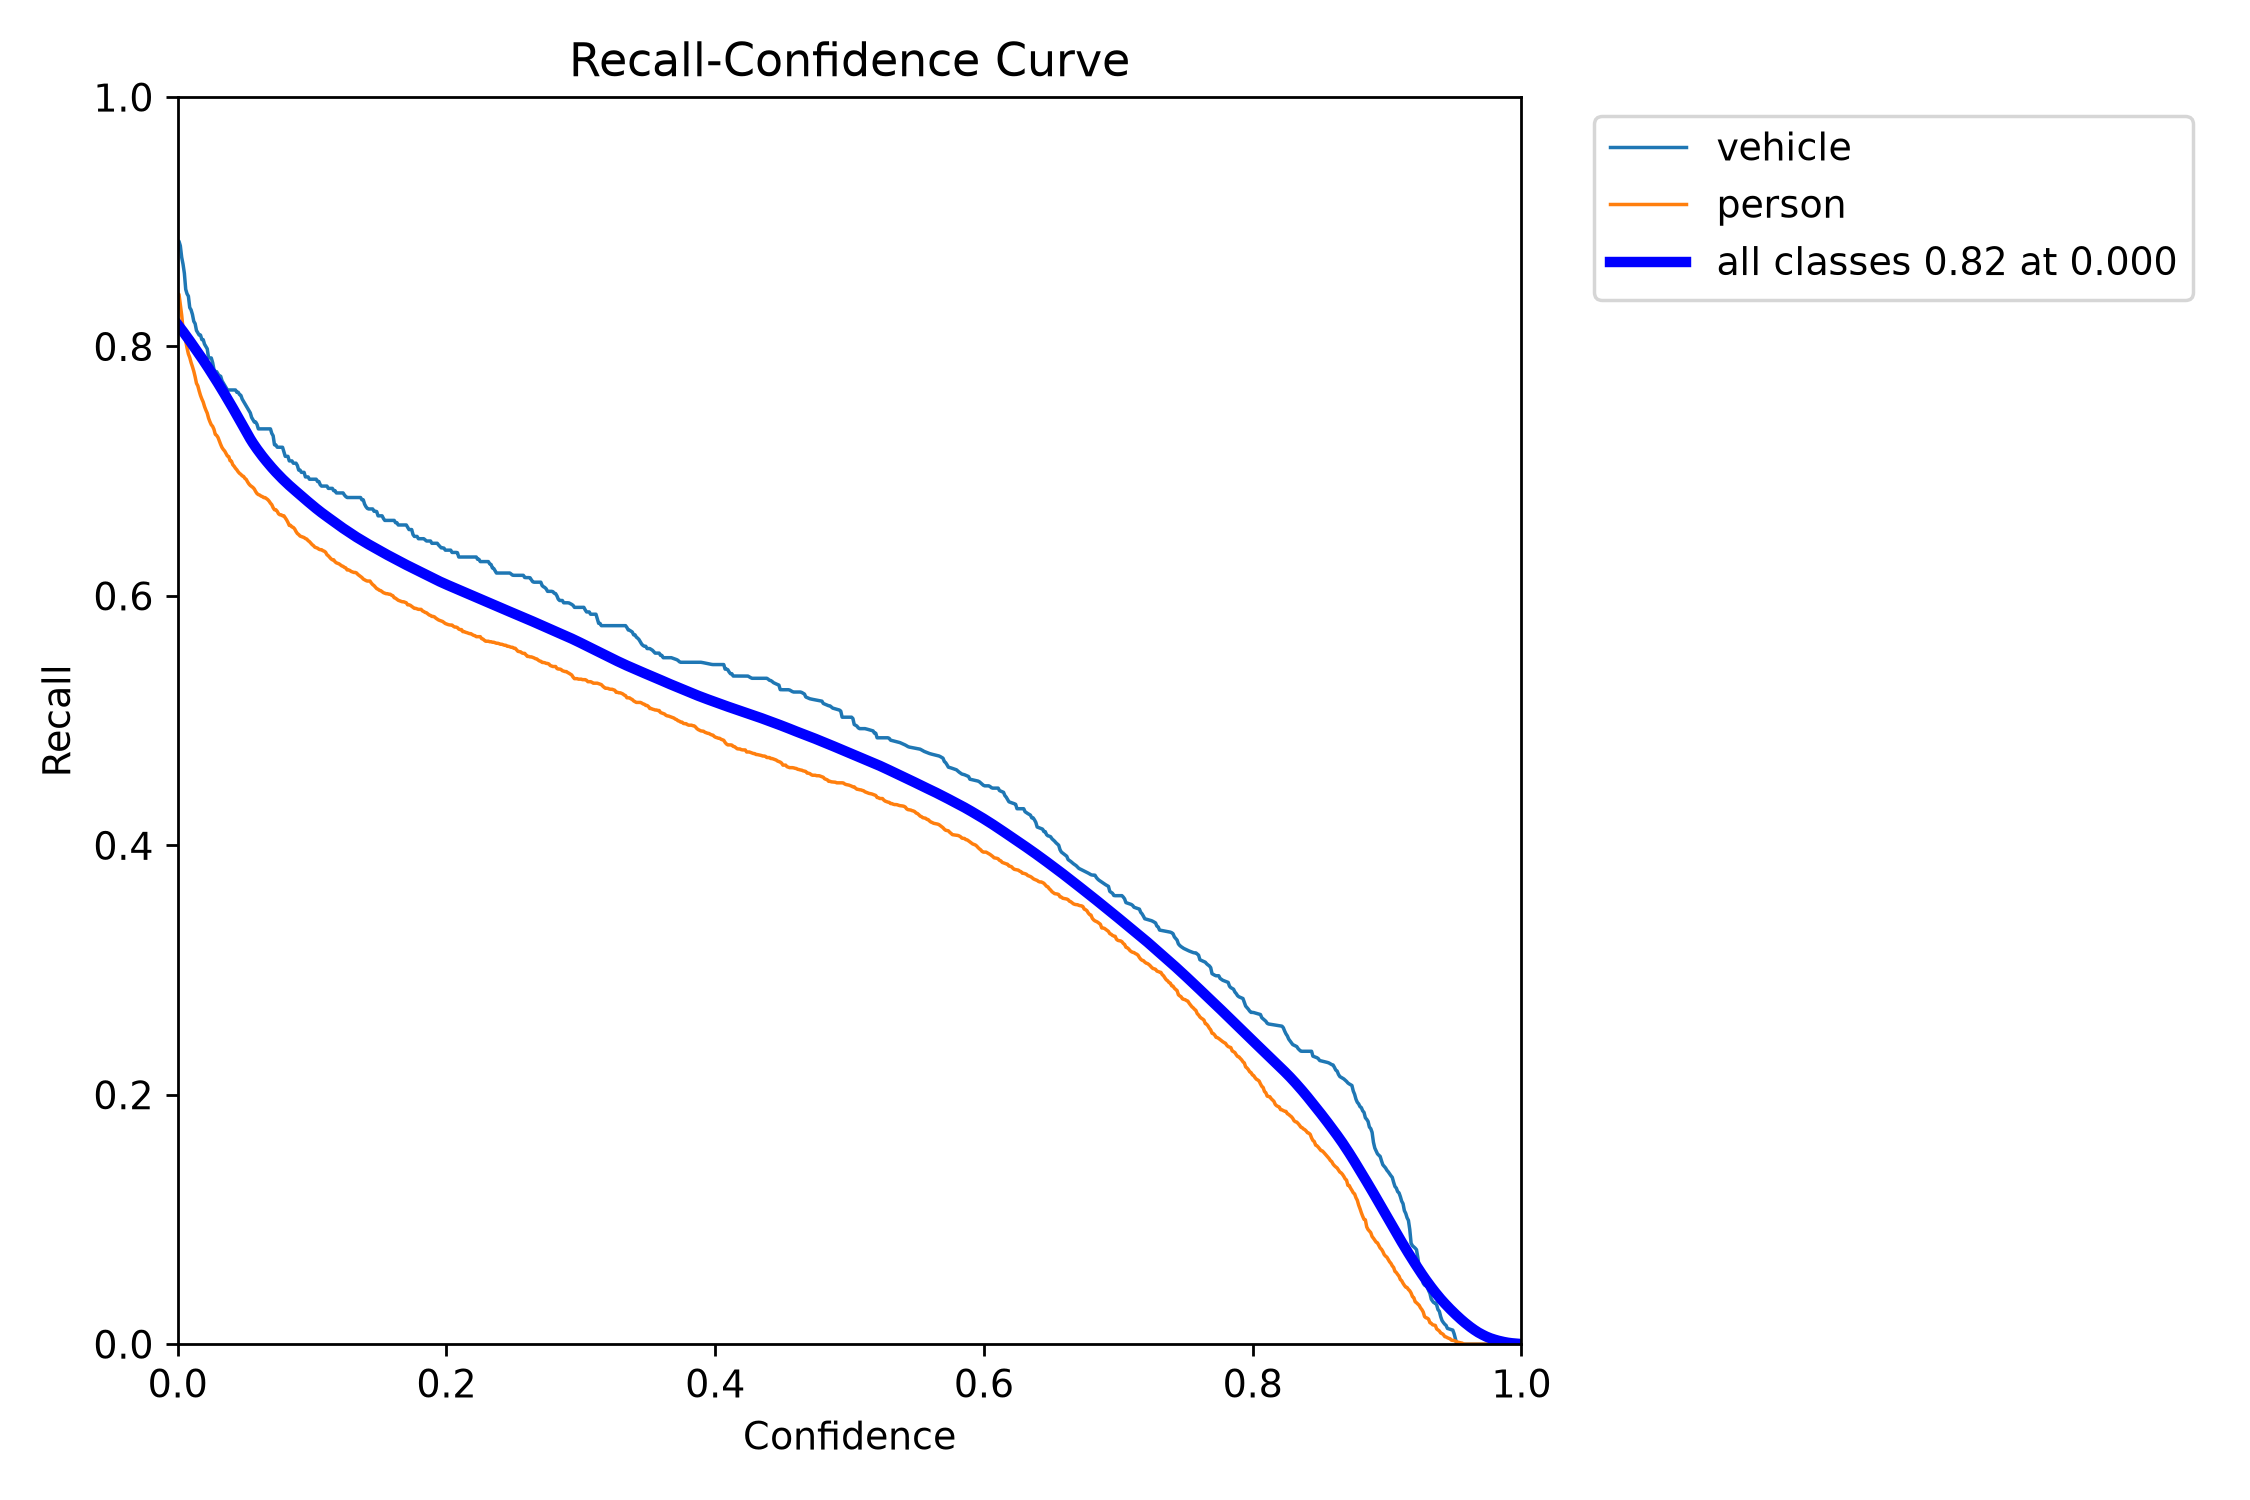 Recall-Confidence Curve
1.0
0.8
0.6
0.4
0.2
0.0
Recall
0.0 0.2 0.4 0.6 0.8 1.0
Confidence
vehicle
person
all classes 0.82 at 0.000